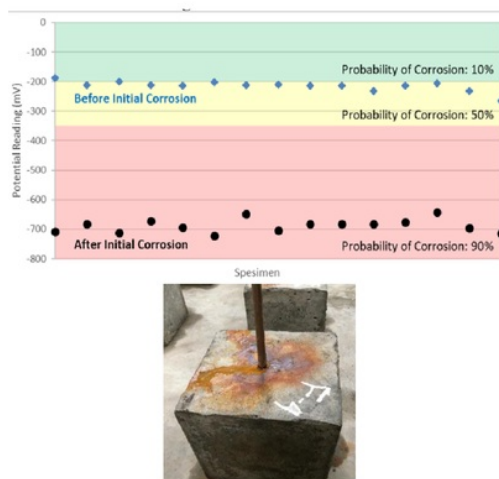 0
-100
-200
-300
-400
-500
-600
-700
-800
Potential Reading (mV)
Probability of Corrosion: 10%
Before Initial Corrosion
Probability of Corrosion: 50%
After Initial Corrosion
Probability of Corrosion: 90%
Spesimen